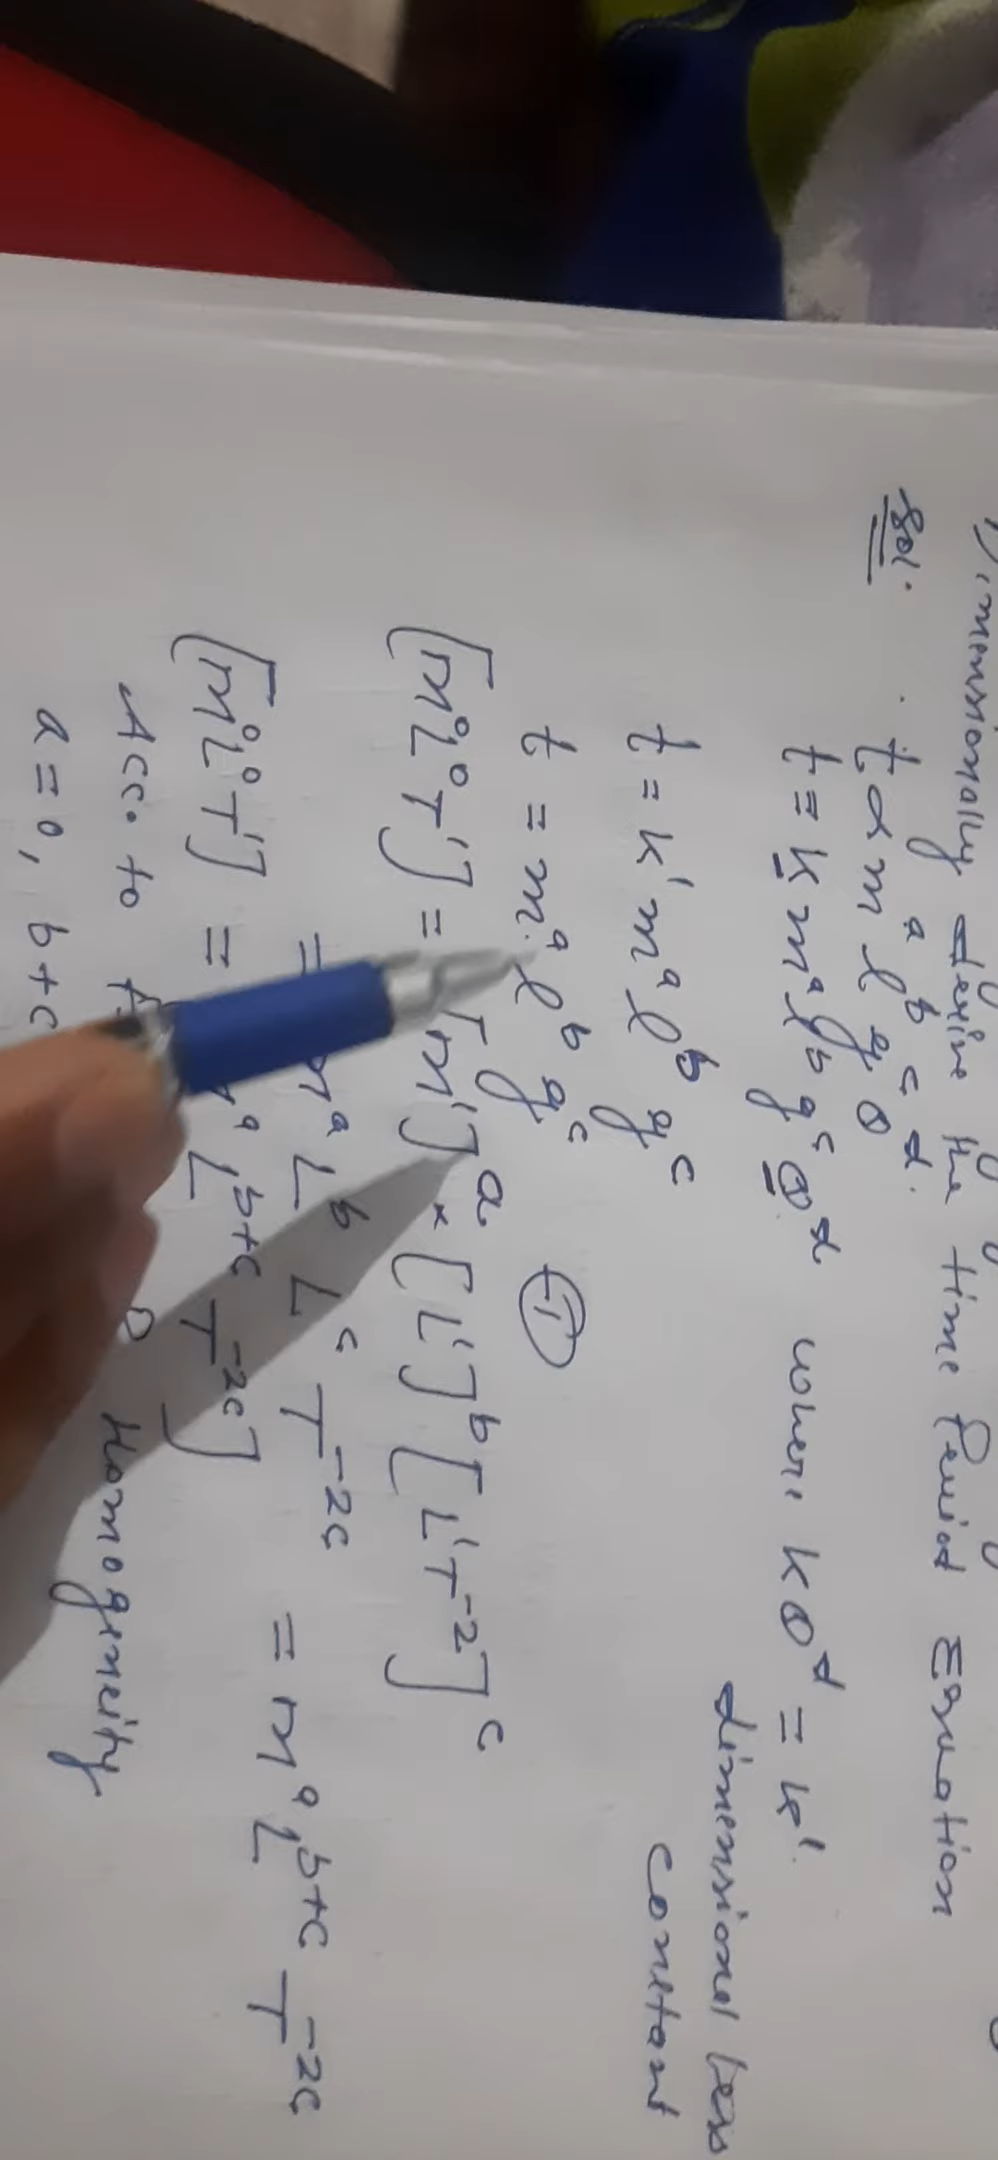 Dimensionally derive the time Period Equation
Sol. t α mᵃ lᵇ gᶜ θᵈ.
t = k mᵃ lᵇ gᶜ θᵈ where kθᵈ = k'.
dimensional less
constant
t = k' mᵃ lᵇ gᶜ
t = mᵃ lᵇ gᶜ ①
[M⁰L⁰T¹] = [M¹]ᵃ × [L¹]ᵇ [L¹T⁻²]ᶜ
= Mᵃ Lᵇ Lᶜ T⁻²ᶜ = Mᵃ Lᵇ⁺ᶜ T⁻²ᶜ
[M⁰L⁰T¹] = Mᵃ Lᵇ⁺ᶜ T⁻²ᶜ]
Acc. to Homogeneity
a = 0, b + c